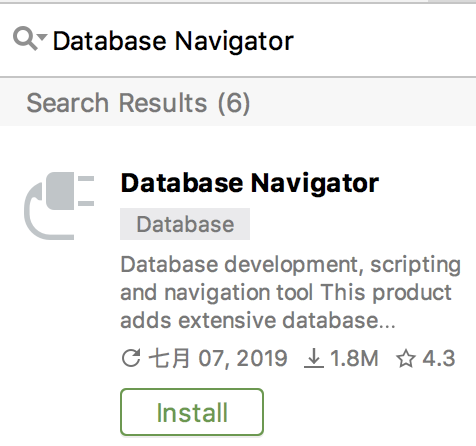 Database Navigator
Search Results (6)
Database Navigator
Database
Database development, scripting
and navigation tool This product
adds extensive database...
七月 07, 2019 1.8M 4.3
Install